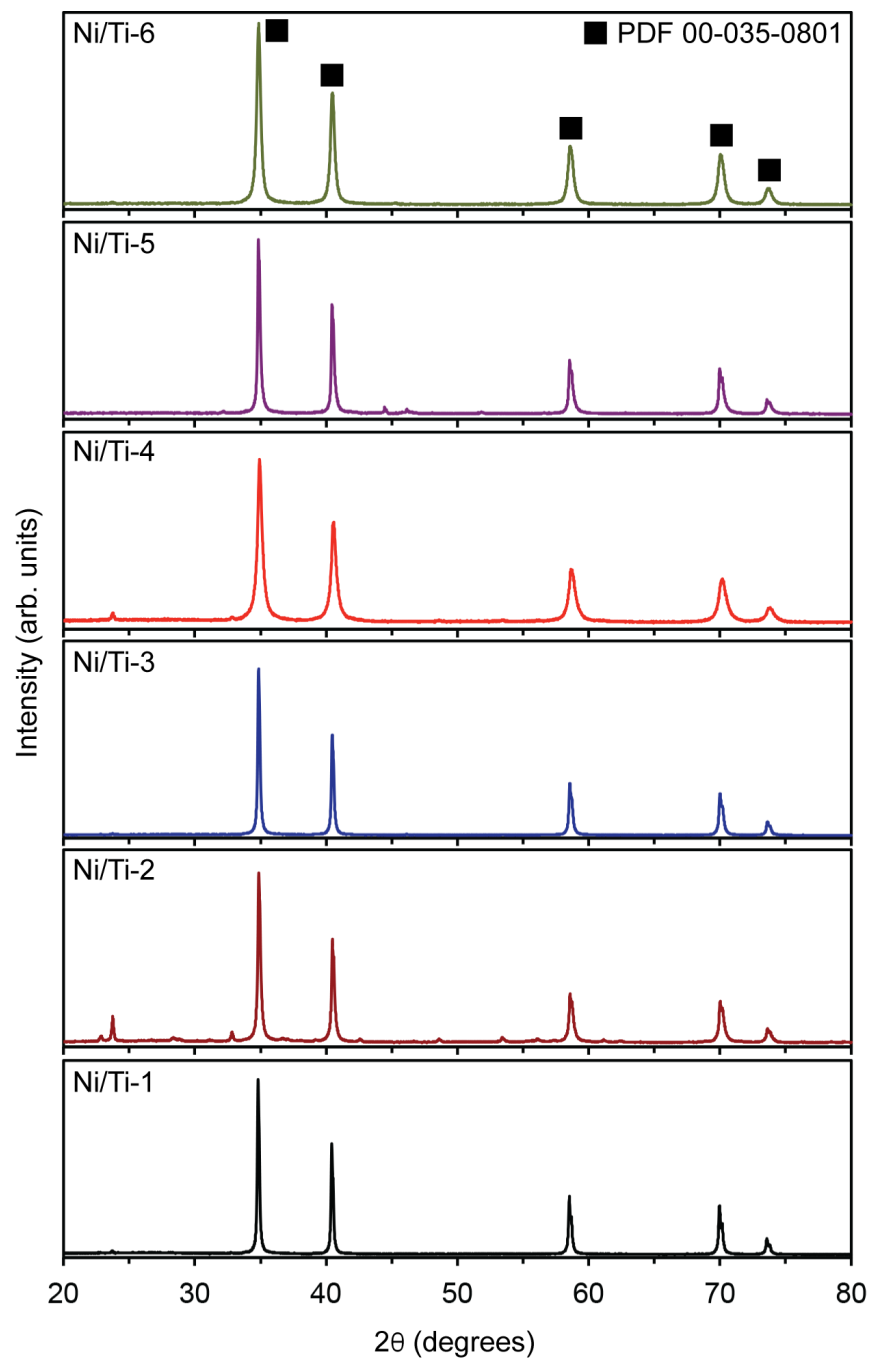 Ni/Ti-6
■ PDF 00-035-0801
Ni/Ti-5
Ni/Ti-4
Ni/Ti-3
Ni/Ti-2
Ni/Ti-1
Intensity (arb. units)
20 30 40 50 60 70 80
2θ (degrees)